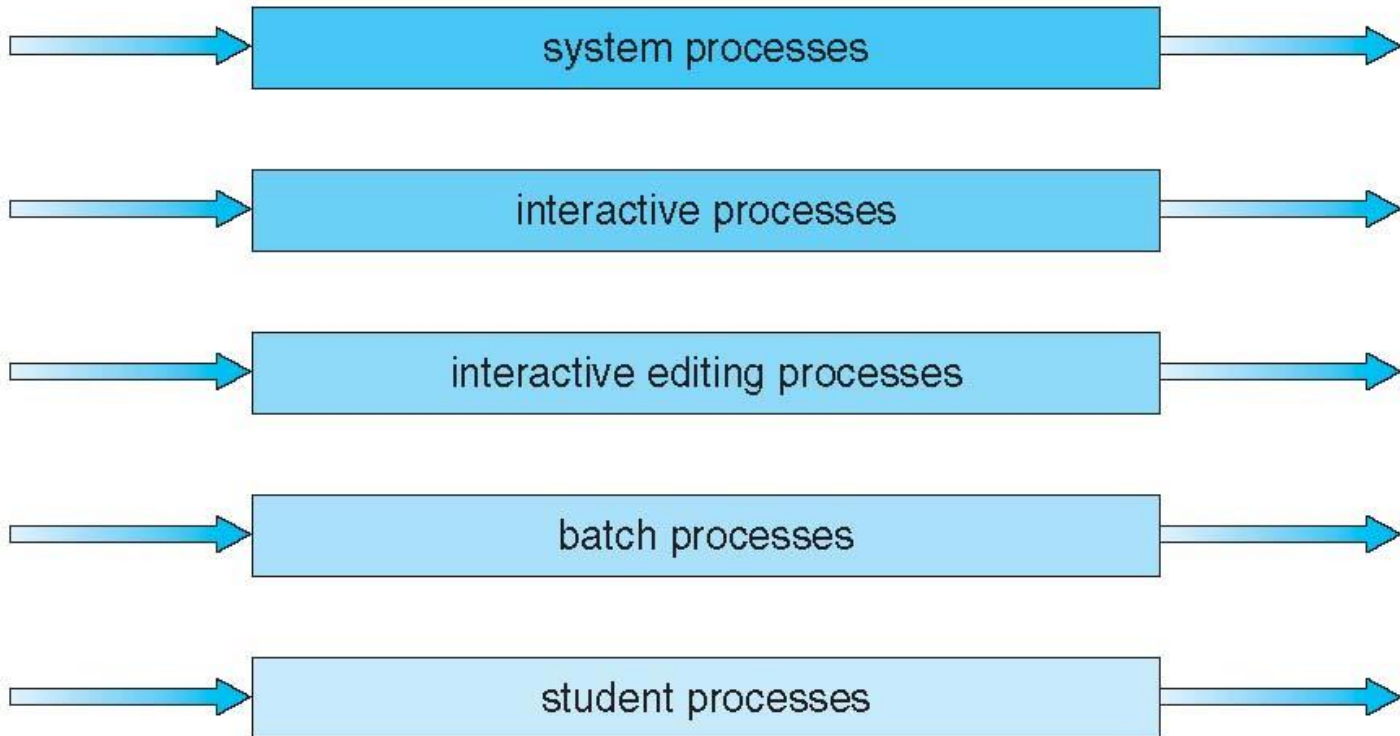 system processes
interactive processes
interactive editing processes
batch processes
student processes